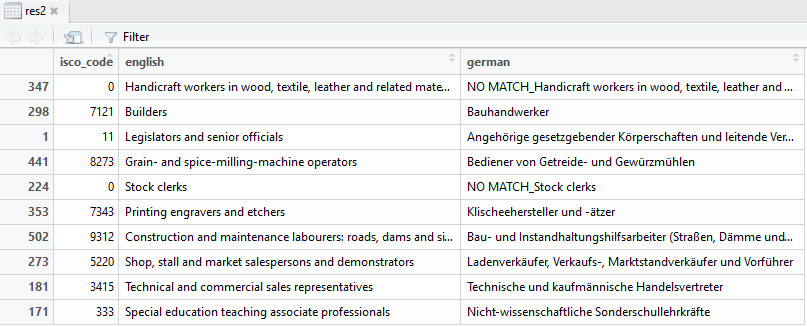 res2
Filter
isco_code english german
347 0 Handicraft workers in wood, textile, leather and related mate... NO MATCH_Handicraft workers in wood, textile, leather and ...
298 7121 Builders Bauhandwerker
1 11 Legislators and senior officials Angehörige gesetzgebender Körperschaften und leitende Ver...
441 8273 Grain- and spice-milling-machine operators Bediener von Getreide- und Gewürzmühlen
224 0 Stock clerks NO MATCH_Stock clerks
353 7343 Printing engravers and etchers Klischeehersteller und -ätzer
502 9312 Construction and maintenance labourers: roads, dams and si... Bau- und Instandhaltungshilfsarbeiter (Straßen, Dämme und...
273 5220 Shop, stall and market salespersons and demonstrators Ladenverkäufer, Verkaufs-, Marktstandverkäufer und Vorführer
181 3415 Technical and commercial sales representatives Technische und kaufmännische Handelsvertreter
171 333 Special education teaching associate professionals Nicht-wissenschaftliche Sonderschullehrkräfte